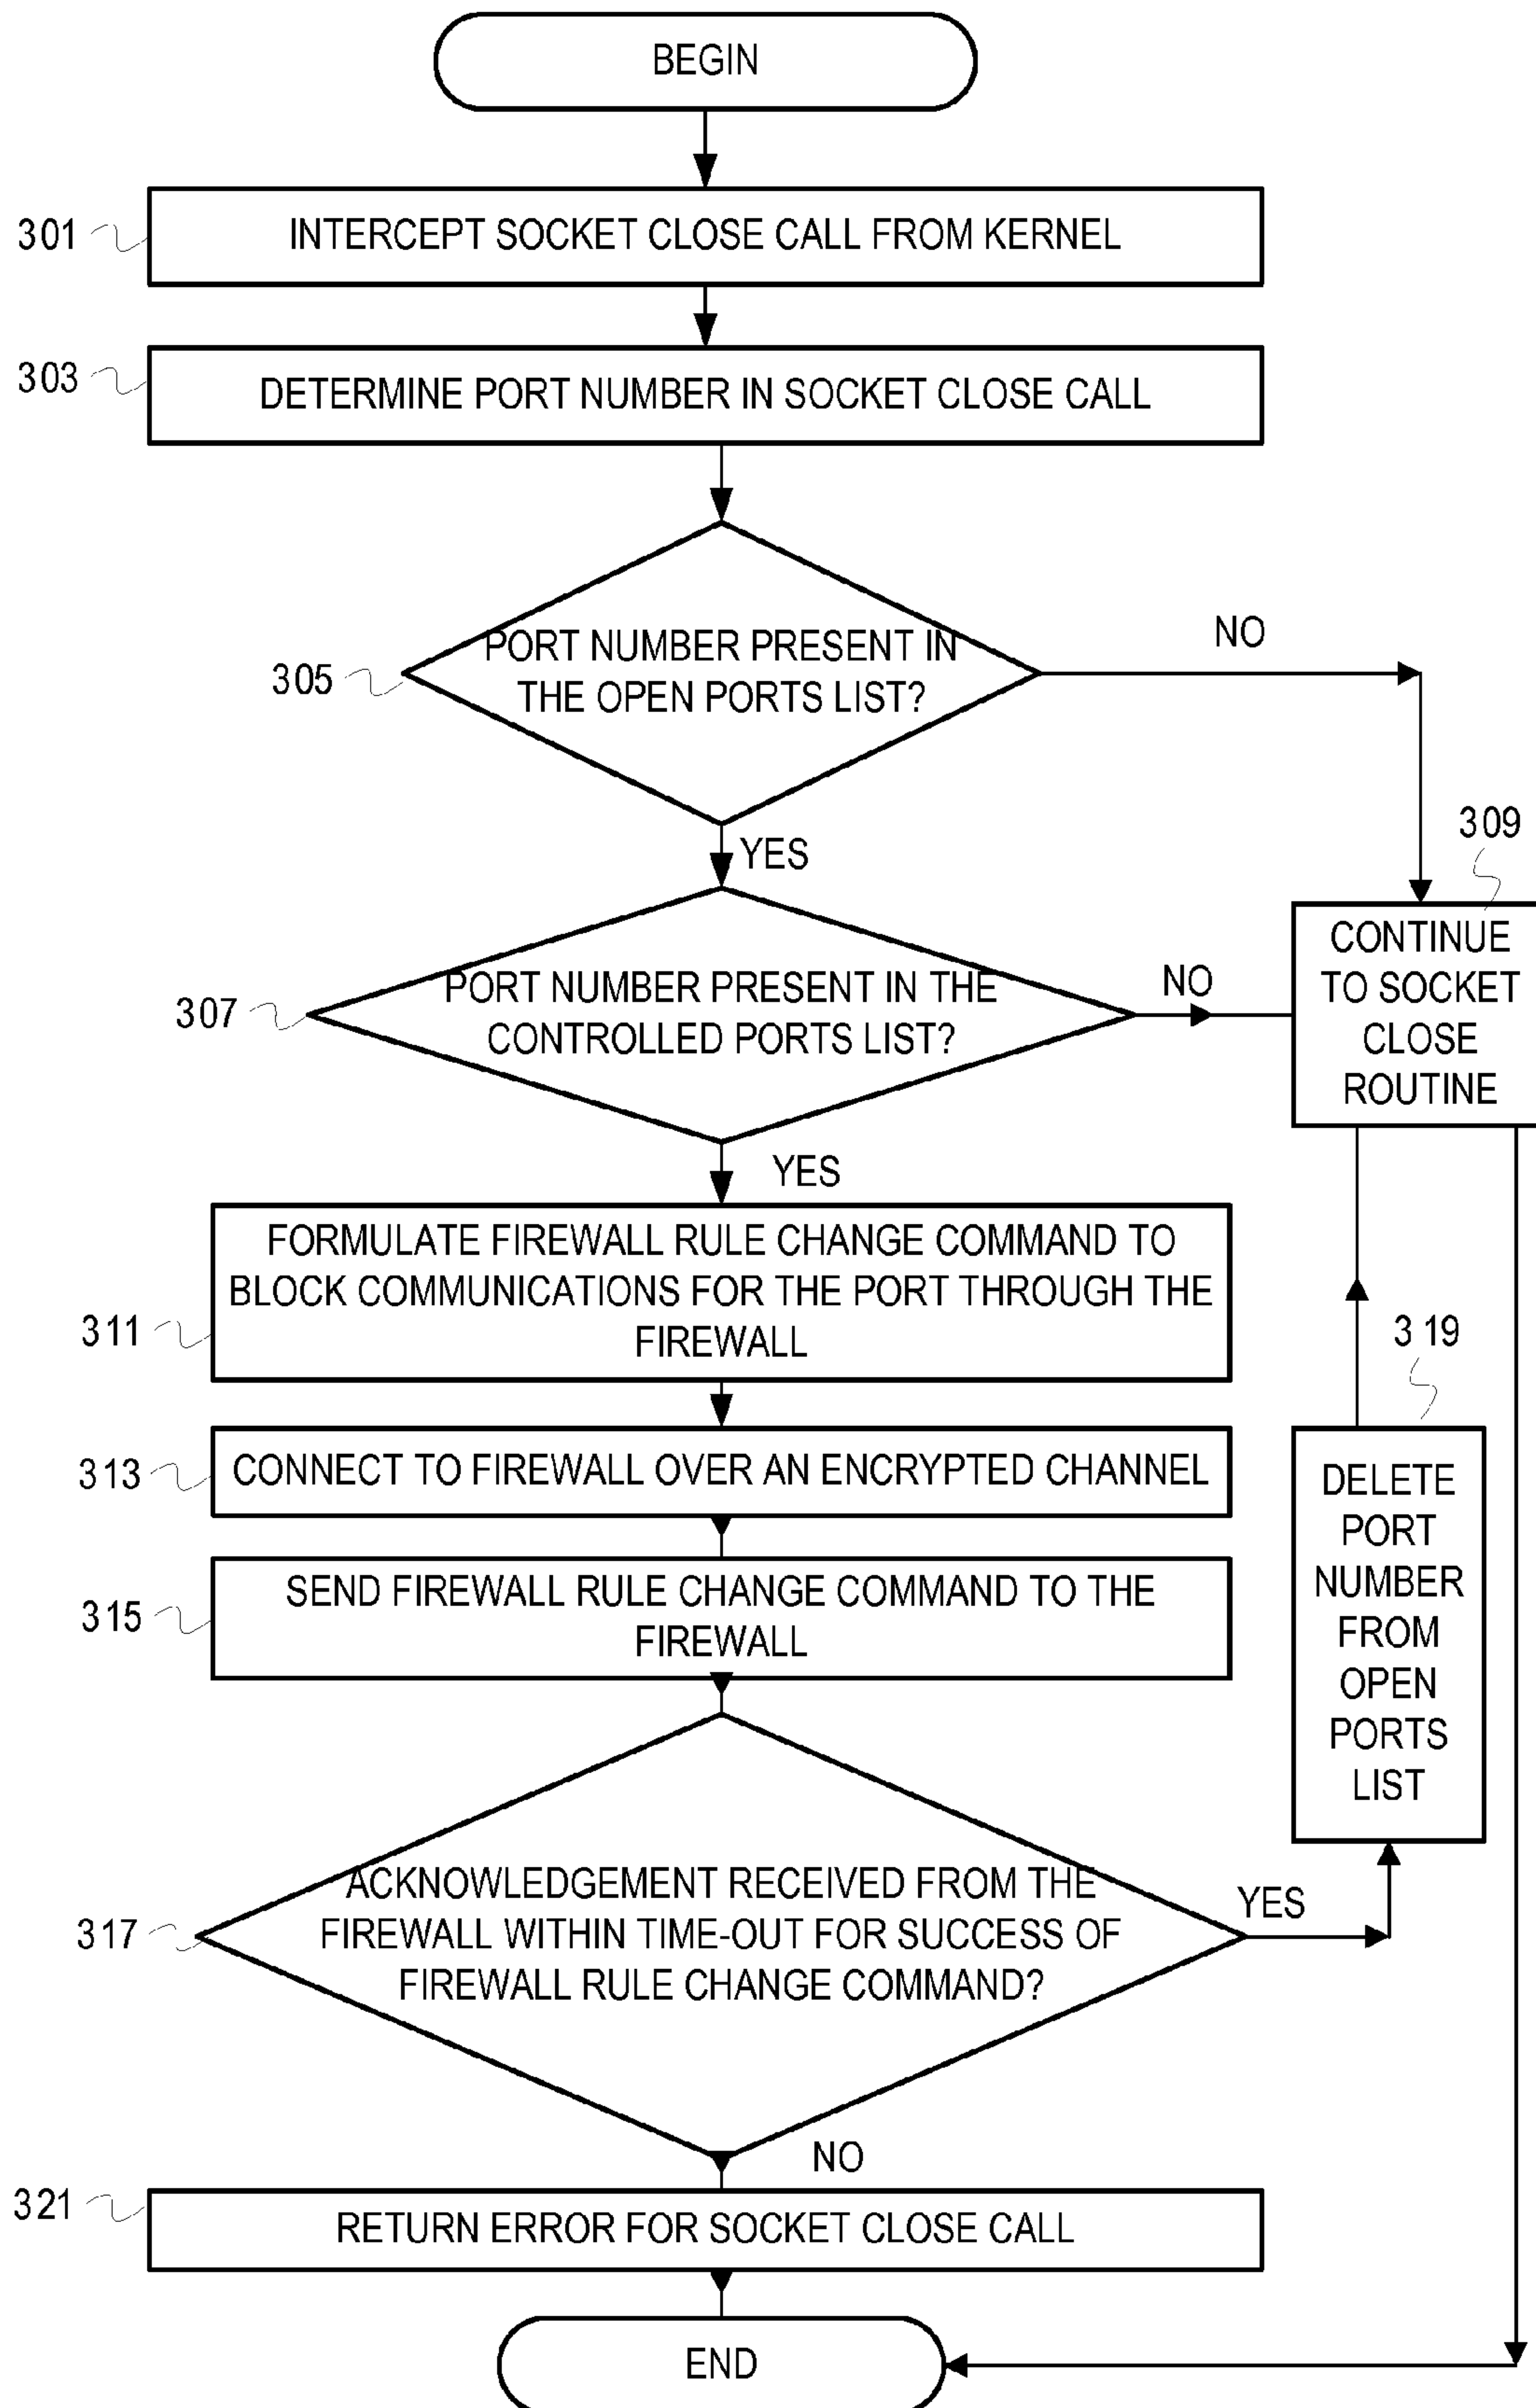 BEGIN
301
INTERCEPT SOCKET CLOSE CALL FROM KERNEL
303
DETERMINE PORT NUMBER IN SOCKET CLOSE CALL
305
PORT NUMBER PRESENT IN
THE OPEN PORTS LIST?
NO
YES
309
CONTINUE
TO SOCKET
CLOSE
ROUTINE
307
PORT NUMBER PRESENT IN THE
CONTROLLED PORTS LIST?
NO
YES
311
FORMULATE FIREWALL RULE CHANGE COMMAND TO
BLOCK COMMUNICATIONS FOR THE PORT THROUGH THE
FIREWALL
313
CONNECT TO FIREWALL OVER AN ENCRYPTED CHANNEL
315
SEND FIREWALL RULE CHANGE COMMAND TO THE
FIREWALL
319
DELETE
PORT
NUMBER
FROM
OPEN
PORTS
LIST
317
ACKNOWLEDGEMENT RECEIVED FROM THE
FIREWALL WITHIN TIME-OUT FOR SUCCESS OF
FIREWALL RULE CHANGE COMMAND?
YES
NO
321
RETURN ERROR FOR SOCKET CLOSE CALL
END